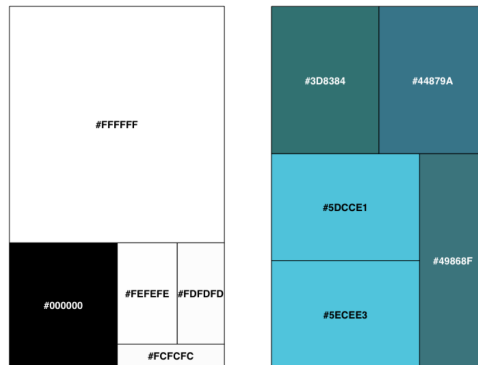 #FFFFFF
#000000
#FEFEFE
#FDFDFD
#FCFCFC
#3D8384
#44879A
#5DCCE1
#49868F
#5ECEE3